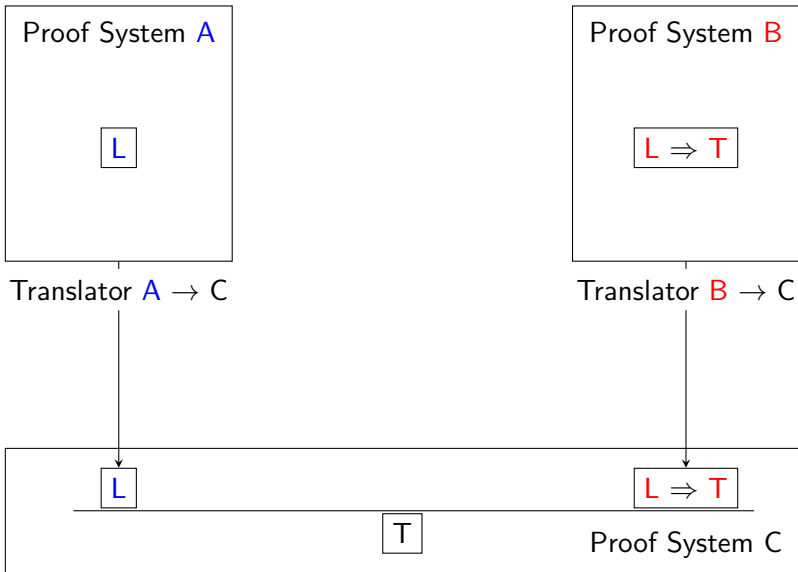 Proof System A
Proof System B
L
L ⇒ T
Translator A → C
Translator B → C
L
L ⇒ T
T
Proof System C